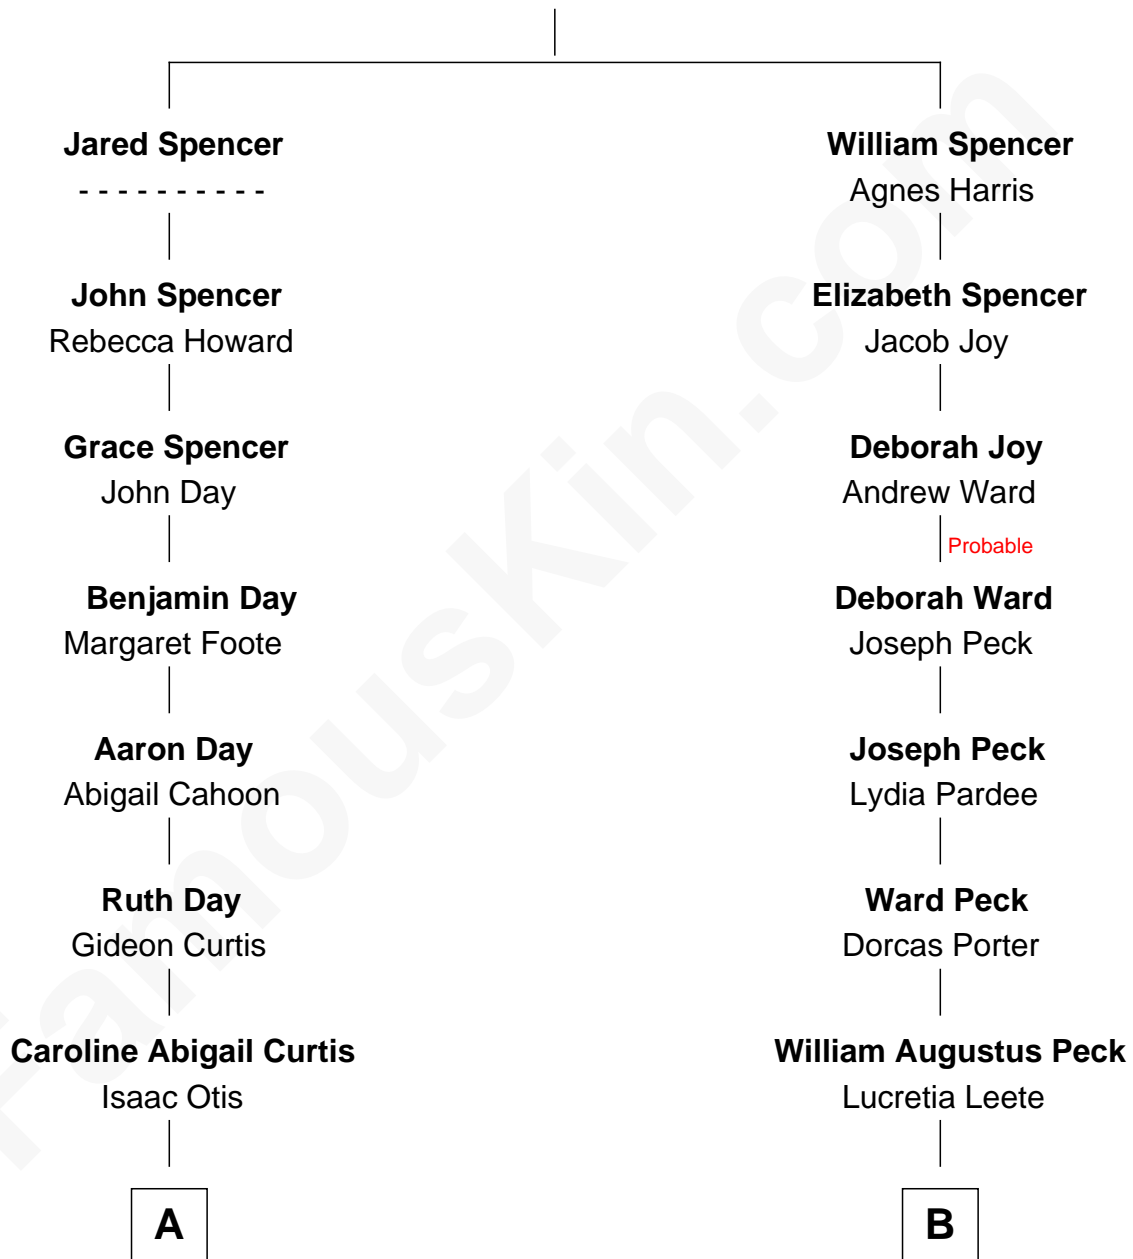 Jared Spencer
- - - - - - - - - -
John Spencer
Rebecca Howard
Grace Spencer
John Day
Benjamin Day
Margaret Foote
Aaron Day
Abigail Cahoon
Ruth Day
Gideon Curtis
Caroline Abigail Curtis
Isaac Otis
A
William Spencer
Agnes Harris
Elizabeth Spencer
Jacob Joy
Deborah Joy
Andrew Ward
Probable
Deborah Ward
Joseph Peck
Joseph Peck
Lydia Pardee
Ward Peck
Dorcas Porter
William Augustus Peck
Lucretia Leete
B
FamousKin.com